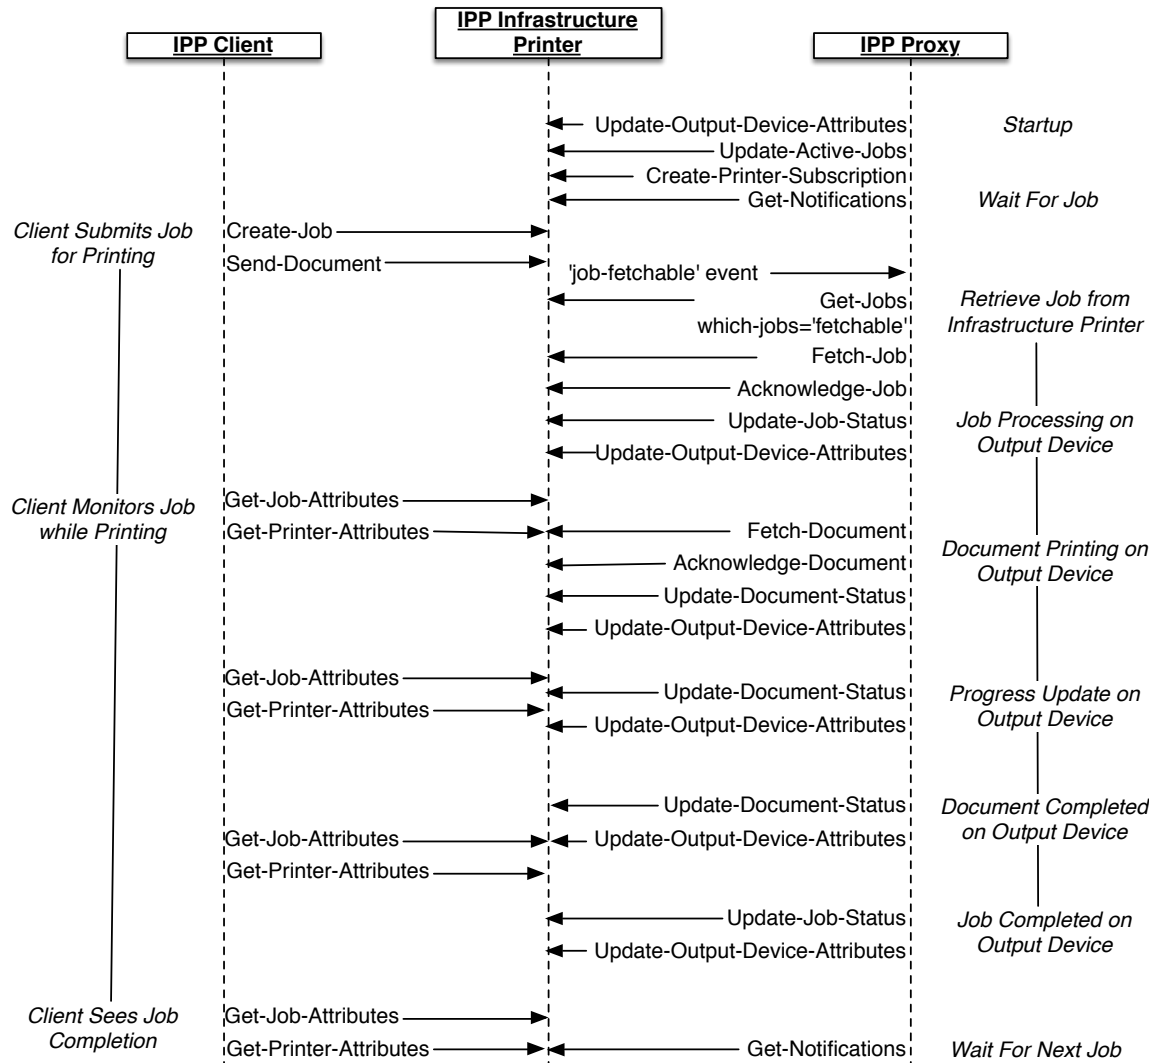 IPP Client
IPP Infrastructure
Printer
IPP Proxy
Update-Output-Device-Attributes
Startup
Update-Active-Jobs
Create-Printer-Subscription
Get-Notifications
Wait For Job
Client Submits Job
for Printing
Create-Job
Send-Document
'job-fetchable' event
Get-Jobs
which-jobs='fetchable'
Retrieve Job from
Infrastructure Printer
Fetch-Job
Acknowledge-Job
Update-Job-Status
Job Processing on
Output Device
Update-Output-Device-Attributes
Client Monitors Job
while Printing
Get-Job-Attributes
Get-Printer-Attributes
Fetch-Document
Document Printing on
Output Device
Acknowledge-Document
Update-Document-Status
Update-Output-Device-Attributes
Get-Job-Attributes
Update-Document-Status
Progress Update on
Output Device
Get-Printer-Attributes
Update-Output-Device-Attributes
Update-Document-Status
Document Completed
on Output Device
Get-Job-Attributes
Update-Output-Device-Attributes
Get-Printer-Attributes
Update-Job-Status
Job Completed on
Output Device
Update-Output-Device-Attributes
Client Sees Job
Completion
Get-Job-Attributes
Get-Printer-Attributes
Get-Notifications
Wait For Next Job